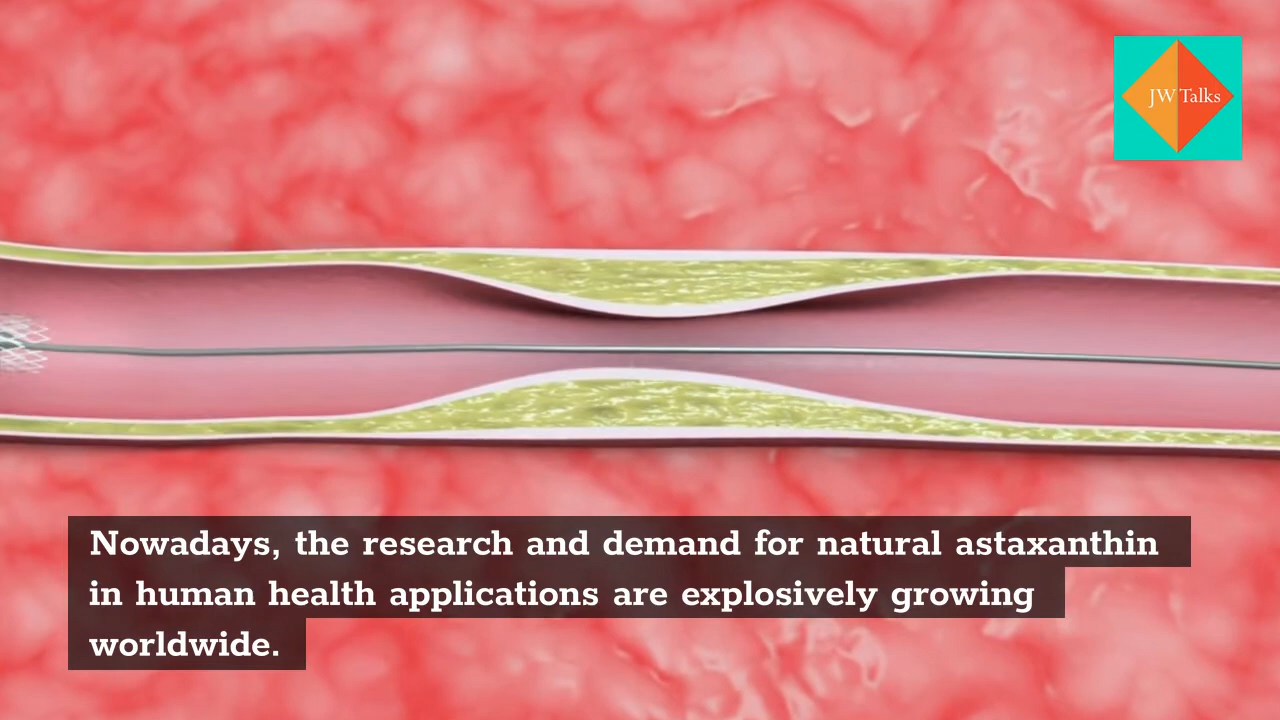 JW Talks
Nowadays, the research and demand for natural astaxanthin
in human health applications are explosively growing
worldwide.